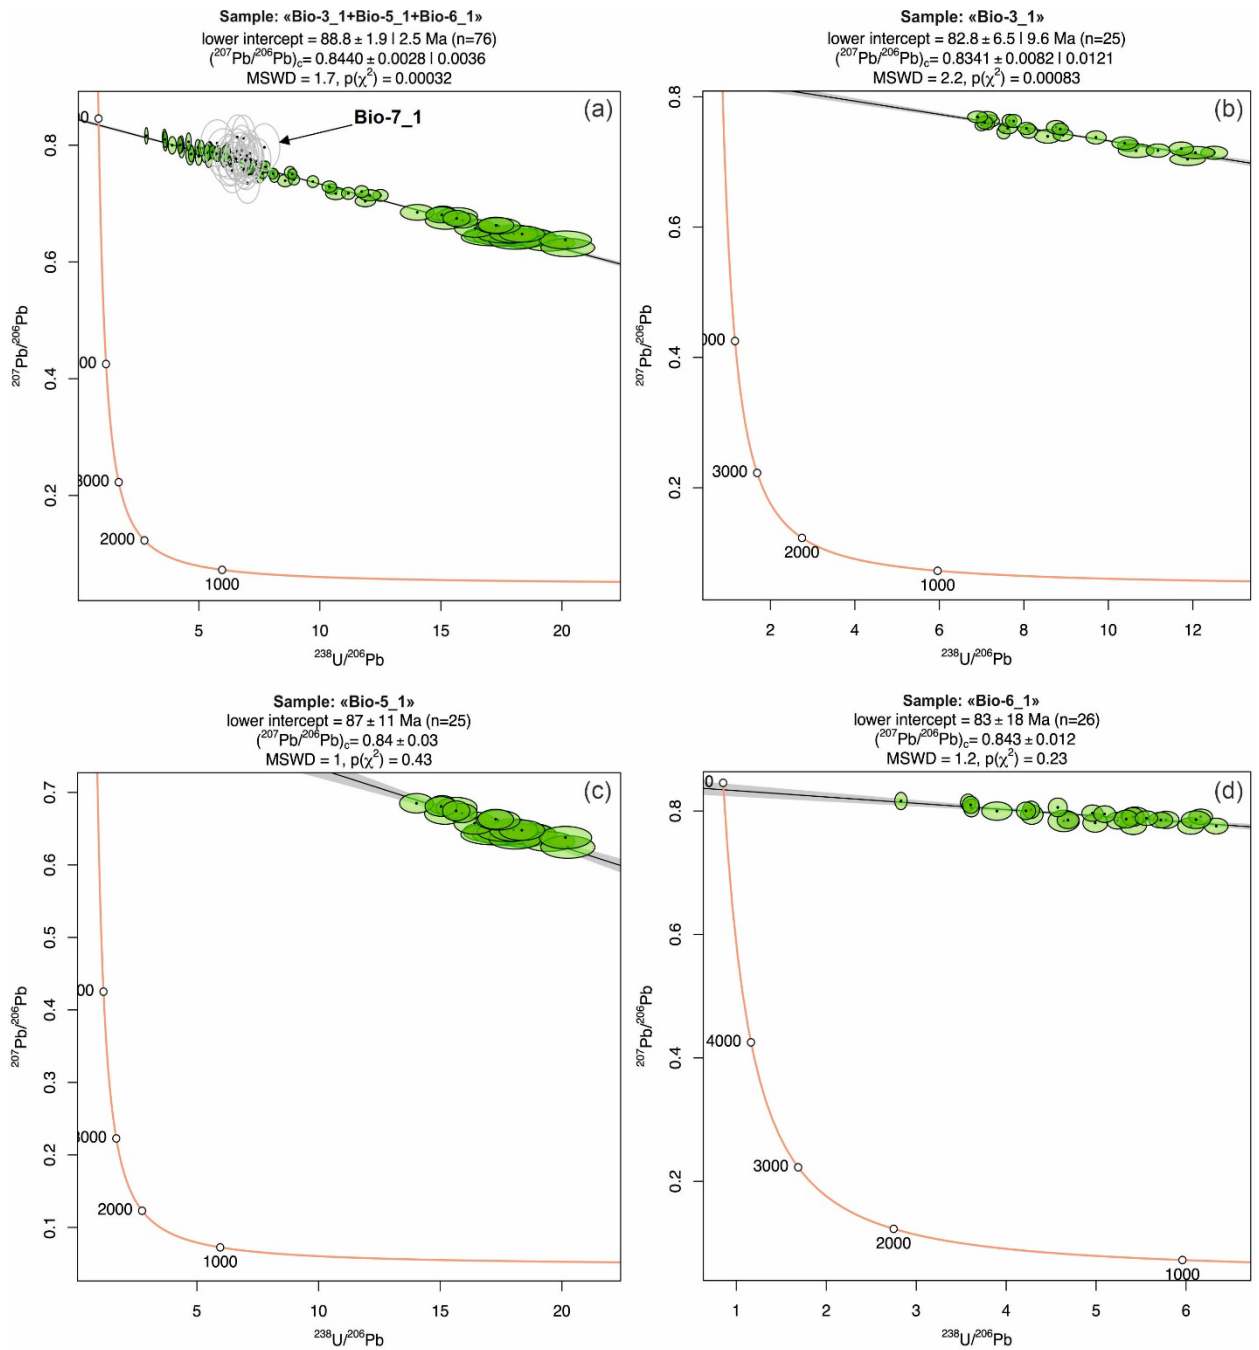 Sample: «Bio-3_1+Bio-5_1+Bio-6_1»
lower intercept = 88.8 ± 1.9 | 2.5 Ma (n=76)
(²⁰⁷Pb/²⁰⁶Pb)c= 0.8440 ± 0.0028 | 0.0036
MSWD = 1.7, p(χ²) = 0.00032
(a)
Bio-7_1
0
00
3000
2000
1000
0.8
0.6
0.4
0.2
²⁰⁷Pb/²⁰⁶Pb
5 10 15 20
²³⁸U/²⁰⁶Pb
Sample: «Bio-3_1»
lower intercept = 82.8 ± 6.5 | 9.6 Ma (n=25)
(²⁰⁷Pb/²⁰⁶Pb)c= 0.8341 ± 0.0082 | 0.0121
MSWD = 2.2, p(χ²) = 0.00083
(b)
000
3000
2000
1000
0.8
0.6
0.4
0.2
²⁰⁷Pb/²⁰⁶Pb
2 4 6 8 10 12
²³⁸U/²⁰⁶Pb
Sample: «Bio-5_1»
lower intercept = 87 ± 11 Ma (n=25)
(²⁰⁷Pb/²⁰⁶Pb)c= 0.84 ± 0.03
MSWD = 1, p(χ²) = 0.43
(c)
00
3000
2000
1000
0.7
0.6
0.5
0.4
0.3
0.2
0.1
²⁰⁷Pb/²⁰⁶Pb
5 10 15 20
²³⁸U/²⁰⁶Pb
Sample: «Bio-6_1»
lower intercept = 83 ± 18 Ma (n=26)
(²⁰⁷Pb/²⁰⁶Pb)c= 0.843 ± 0.012
MSWD = 1.2, p(χ²) = 0.23
(d)
0
4000
3000
2000
1000
0.8
0.6
0.4
0.2
²⁰⁷Pb/²⁰⁶Pb
1 2 3 4 5 6
²³⁸U/²⁰⁶Pb